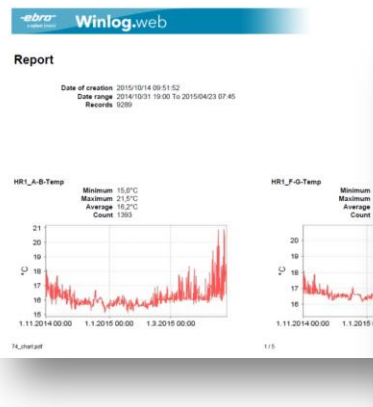 -ebro- Winlog.web
Report
Date of creation 2015/10/14 09:51:52
Date range 2014/10/31 19:00 To 2015/04/23 07:45
Records 9289
HR1_A-B-Temp
Minimum 15,0°C
Maximum 21,5°C
Average 16,2°C
Count 1393
21
20
19
18
17
16
15
°C
1.11.2014 00:00 1.1.2015 00:00 1.3.2015 00:00
HR1_F-G-Temp
Minimum
Maximum
Average
Count
20
19
18
17
16
°C
1.11.2014 00:00 1.1.2015
74_chart.pdf
1 / 5